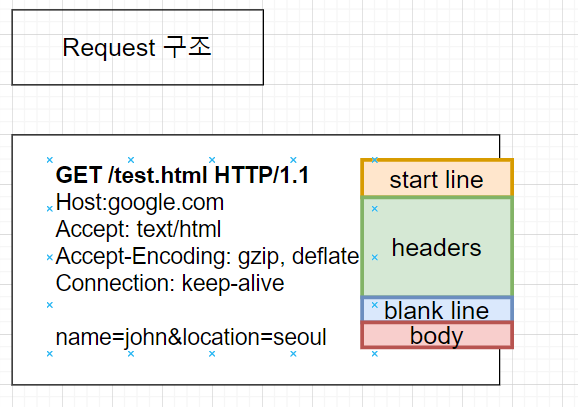 Request 구조
GET /test.html HTTP/1.1
start line
Host:google.com
Accept: text/html
Accept-Encoding: gzip, deflate
Connection: keep-alive
headers
blank line
name=john&location=seoul
body